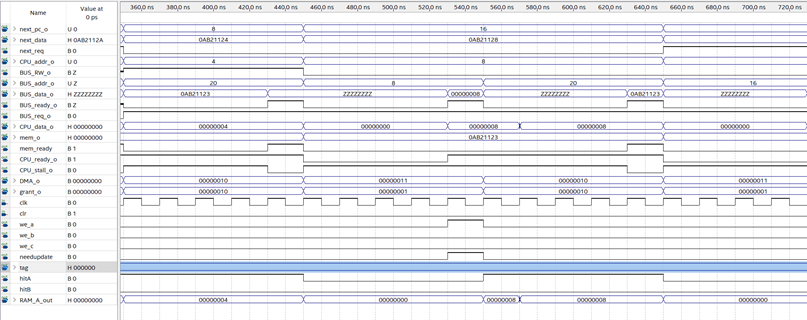 Name Value at 0 ps 360,0 ns 380,0 ns 400,0 ns 420,0 ns 440,0 ns 460,0 ns 480,0 ns 500,0 ns 520,0 ns 540,0 ns 560,0 ns 580,0 ns 600,0 ns 620,0 ns 640,0 ns 660,0 ns 680,0 ns 700,0 ns 720,0 n
next_pc_o U 0 8 16
next_data H 0AB2112A 0AB21124 0AB21128
next_req B 0
CPU_addr_o U 0 4 8
BUS_RW_o B Z
BUS_addr_o U Z 20 8 20 16
BUS_data_o H ZZZZZZZZ 0AB21123 ZZZZZZZZ 00000008 ZZZZZZZZ 0AB21123 ZZZZZZZZ
BUS_ready_o B Z
BUS_req_o B 0
CPU_data_o H 00000000 00000004 00000000 00000008 00000008 00000000
mem_o H 00000000 0AB21123
mem_ready B 1
CPU_ready_o B 1
CPU_stall_o B 0
DMA_o B 00000000 00000010 00000011 00000010 00000011
grant_o B 00000000 00000010 00000001 00000010 00000001
clk B 0
clr B 1
we_a B 0
we_b B 0
we_c B 0
needupdate B 0
tag H 000000
hitA B 0
hitB B 0
RAM_A_out H 00000000 00000004 00000000 00000008 00000008 00000000